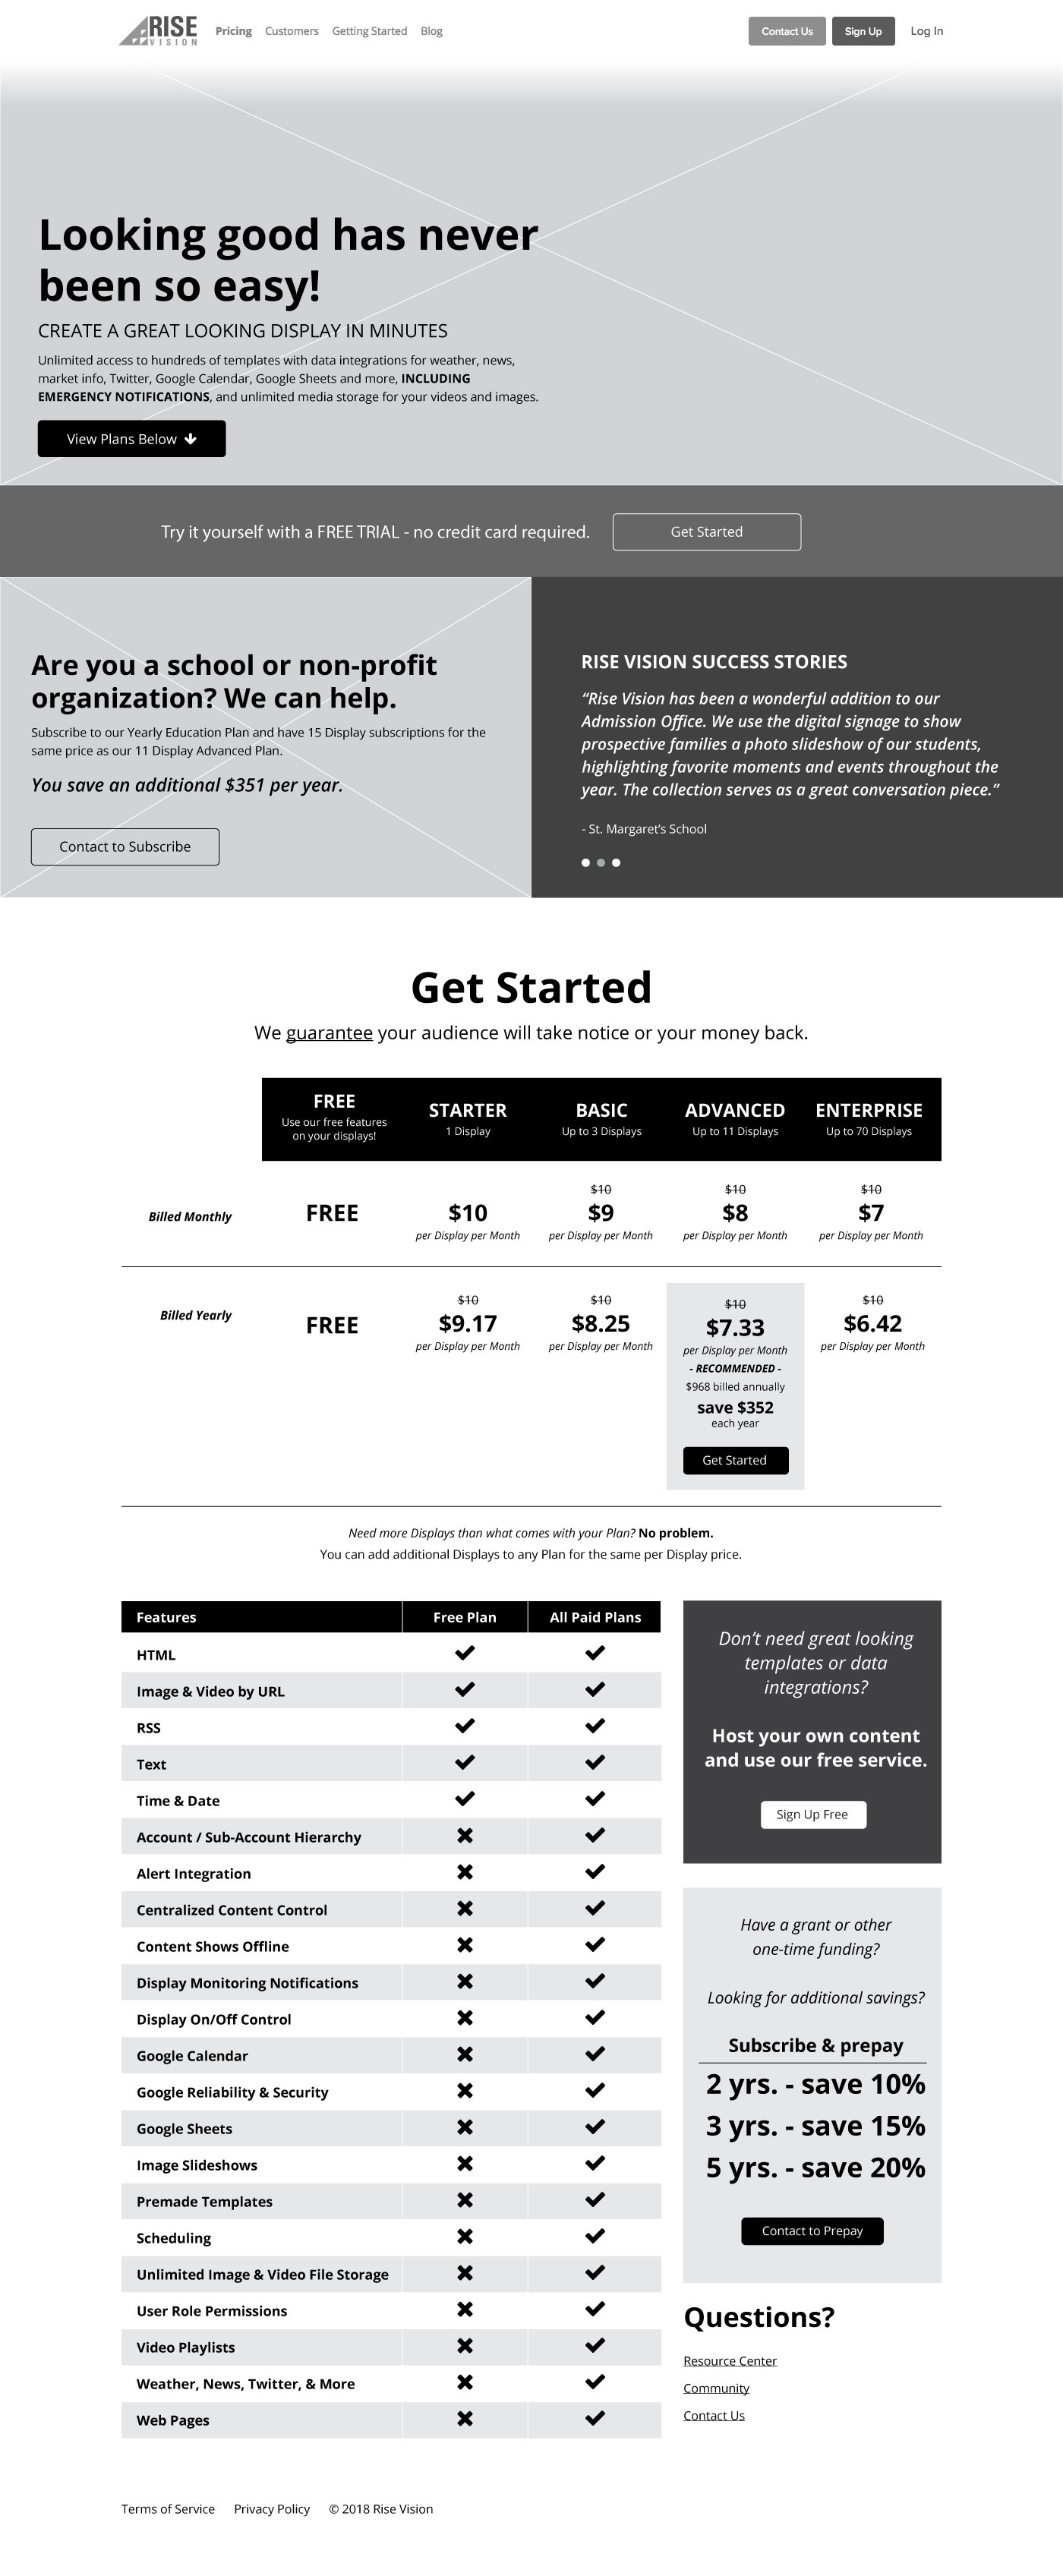 RISE
VISION
Pricing Customers Getting Started Blog
Contact Us Sign Up Log In
Looking good has never
been so easy!
CREATE A GREAT LOOKING DISPLAY IN MINUTES
Unlimited access to hundreds of templates with data integrations for weather, news,
market info, Twitter, Google Calendar, Google Sheets and more, INCLUDING
EMERGENCY NOTIFICATIONS, and unlimited media storage for your videos and images.
View Plans Below
Try it yourself with a FREE TRIAL - no credit card required.
Get Started
Are you a school or non-profit
organization? We can help.
Subscribe to our Yearly Education Plan and have 15 Display subscriptions for the
same price as our 11 Display Advanced Plan.
You save an additional $351 per year.
Contact to Subscribe
RISE VISION SUCCESS STORIES
“Rise Vision has been a wonderful addition to our
Admission Office. We use the digital signage to show
prospective families a photo slideshow of our students,
highlighting favorite moments and events throughout the
year. The collection serves as a great conversation piece.”
- St. Margaret’s School
Get Started
We guarantee your audience will take notice or your money back.
FREE
Use our free features
on your displays!
STARTER
1 Display
BASIC
Up to 3 Displays
ADVANCED
Up to 11 Displays
ENTERPRISE
Up to 70 Displays
Billed Monthly
FREE
$10
per Display per Month
$10
$9
per Display per Month
$10
$8
per Display per Month
$10
$7
per Display per Month
Billed Yearly
FREE
$10
$9.17
per Display per Month
$10
$8.25
per Display per Month
$10
$7.33
per Display per Month
- RECOMMENDED -
$968 billed annually
save $352
each year
Get Started
$10
$6.42
per Display per Month
Need more Displays than what comes with your Plan? No problem.
You can add additional Displays to any Plan for the same per Display price.
Features Free Plan All Paid Plans
HTML
Image & Video by URL
RSS
Text
Time & Date
Account / Sub-Account Hierarchy
Alert Integration
Centralized Content Control
Content Shows Offline
Display Monitoring Notifications
Display On/Off Control
Google Calendar
Google Reliability & Security
Google Sheets
Image Slideshows
Premade Templates
Scheduling
Unlimited Image & Video File Storage
User Role Permissions
Video Playlists
Weather, News, Twitter, & More
Web Pages
Don’t need great looking
templates or data
integrations?
Host your own content
and use our free service.
Sign Up Free
Have a grant or other
one-time funding?
Looking for additional savings?
Subscribe & prepay
2 yrs. - save 10%
3 yrs. - save 15%
5 yrs. - save 20%
Contact to Prepay
Questions?
Resource Center
Community
Contact Us
Terms of Service Privacy Policy © 2018 Rise Vision